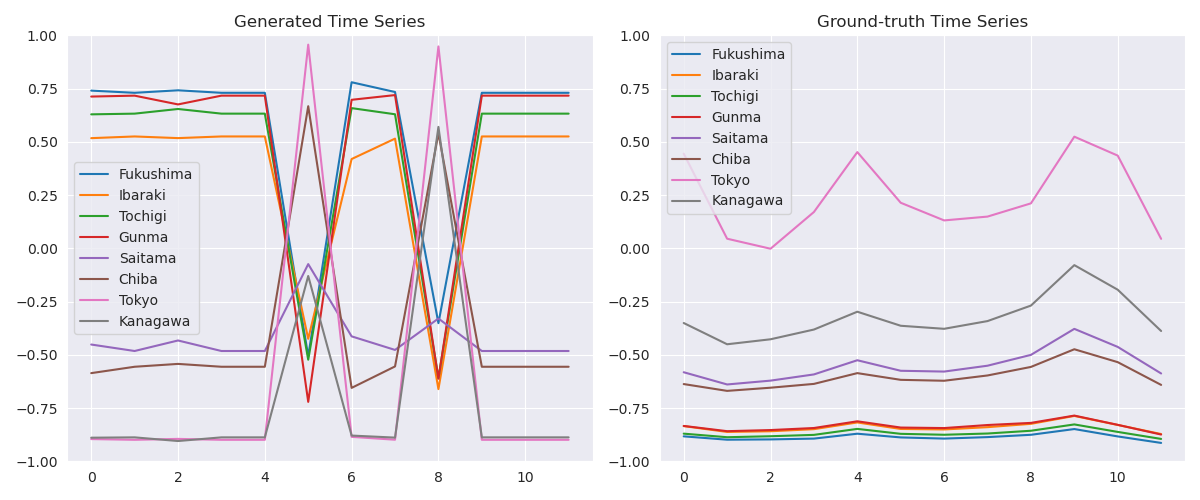 Generated Time Series
1.00
0.75
0.50
0.25
0.00
−0.25
−0.50
−0.75
−1.00
0 2 4 6 8 10
Fukushima
Ibaraki
Tochigi
Gunma
Saitama
Chiba
Tokyo
Kanagawa
Ground-truth Time Series
1.00
0.75
0.50
0.25
0.00
−0.25
−0.50
−0.75
−1.00
0 2 4 6 8 10
Fukushima
Ibaraki
Tochigi
Gunma
Saitama
Chiba
Tokyo
Kanagawa